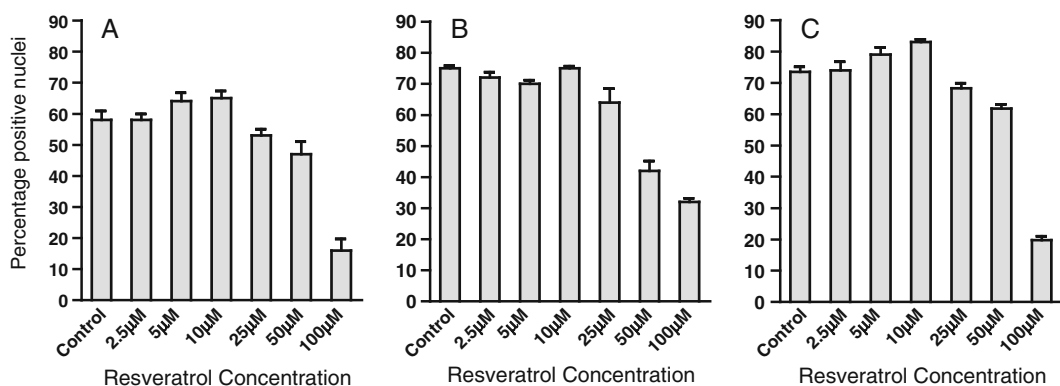 A
B
C
Percentage positive nuclei
90
80
70
60
50
40
30
20
10
0
90
80
70
60
50
40
30
20
10
0
90
80
70
60
50
40
30
20
10
0
Control
2.5µM
5µM
10µM
25µM
50µM
100µM
Control
2.5µM
5µM
10µM
25µM
50µM
100µM
Control
2.5µM
5µM
10µM
25µM
50µM
100µM
Resveratrol Concentration
Resveratrol Concentration
Resveratrol Concentration